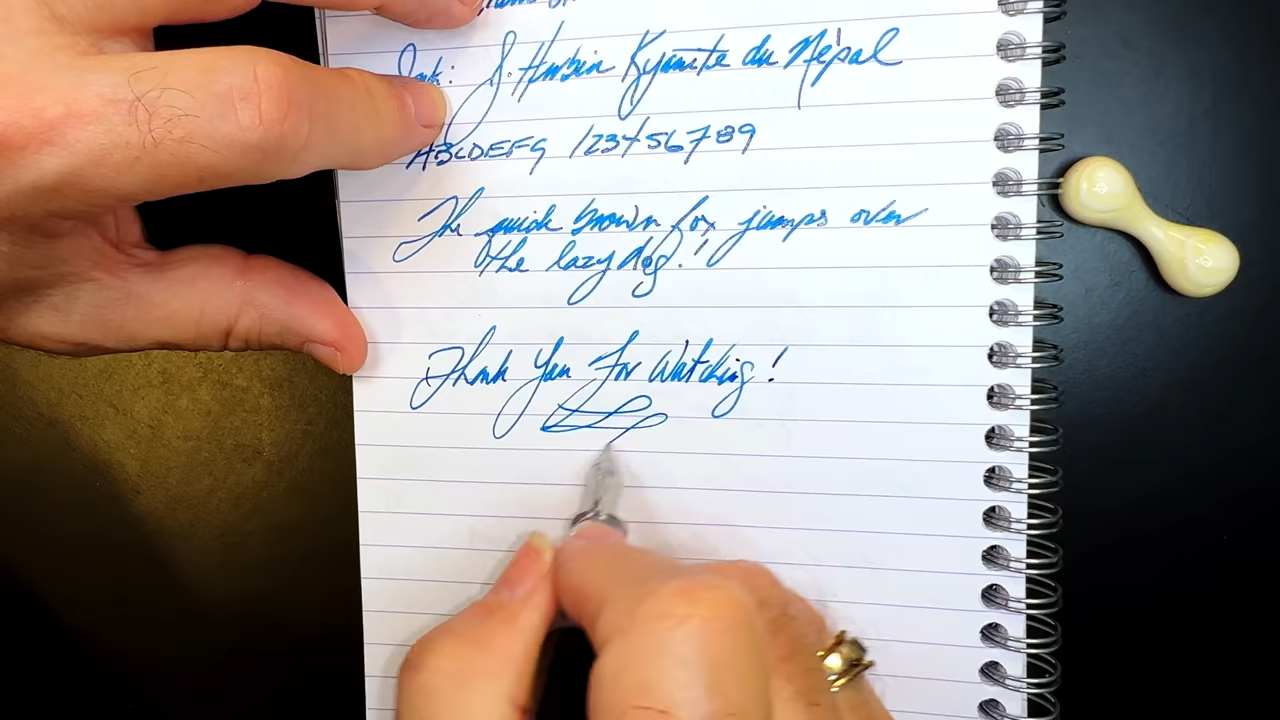 Ink: J. Herbin Kyanite du Népal
ABCDEFG 123456789
The quick brown fox jumps over
the lazy dog!
Thank You For Watching!